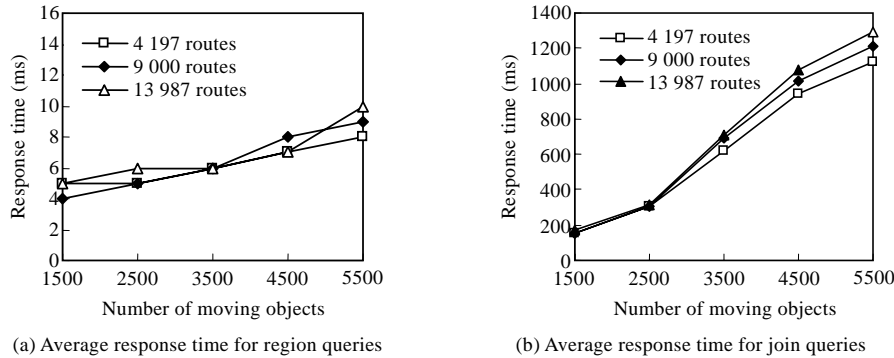 16
14
12
10
8
6
4
2
0
Response time (ms)
4 197 routes
9 000 routes
13 987 routes
1500 2500 3500 4500 5500
Number of moving objects
(a) Average response time for region queries
1400
1200
1000
800
600
400
200
0
Response time (ms)
4 197 routes
9 000 routes
13 987 routes
1500 2500 3500 4500 5500
Number of moving objects
(b) Average response time for join queries